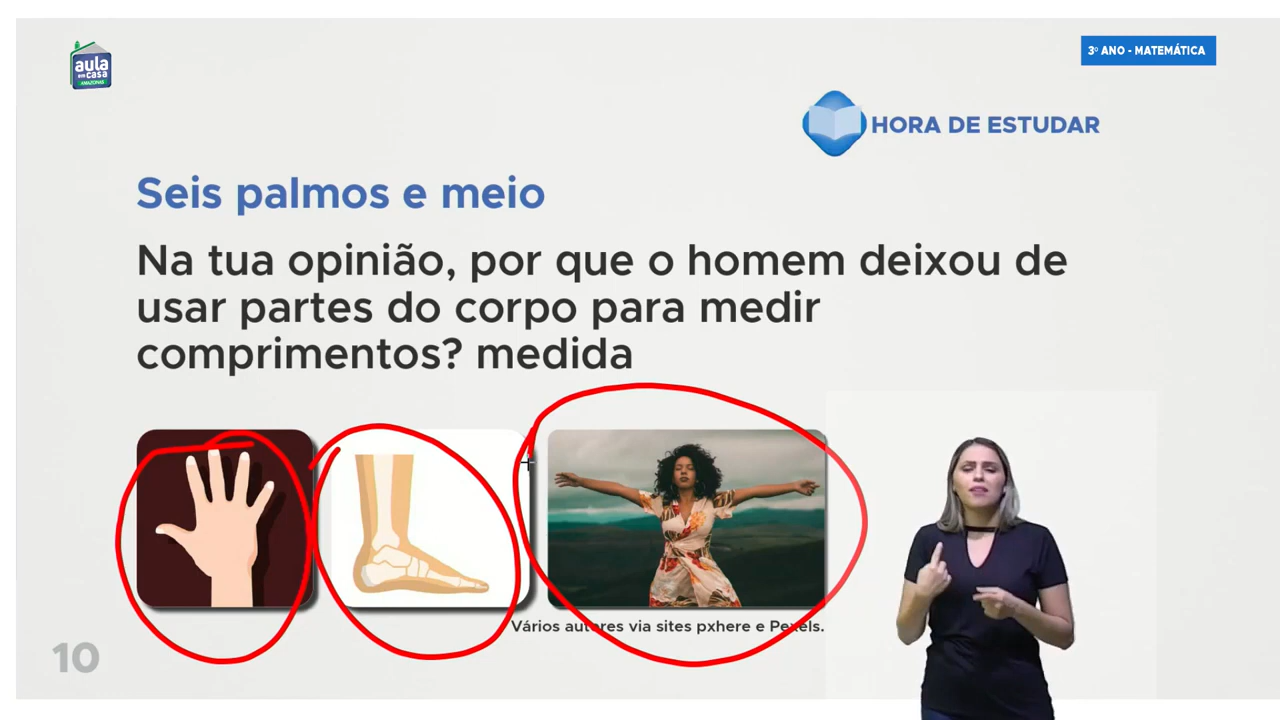 aula
em casa
AMAZONAS
3º ANO - MATEMÁTICA
HORA DE ESTUDAR
Seis palmos e meio
Na tua opinião, por que o homem deixou de
usar partes do corpo para medir
comprimentos? medida
Vários autores via sites pxhere e Pexels.
10